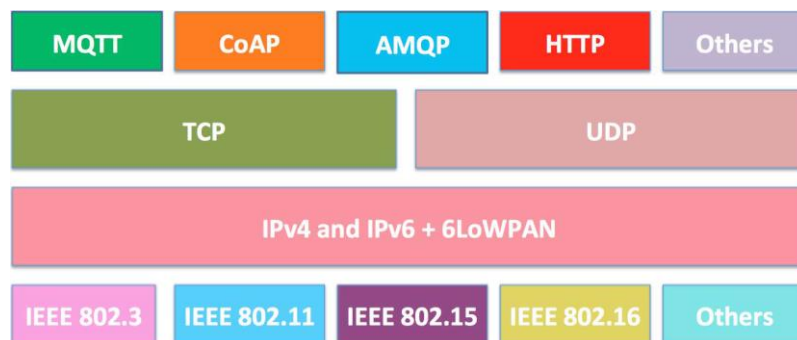 MQTT CoAP AMQP HTTP Others
TCP UDP
IPv4 and IPv6 + 6LoWPAN
IEEE 802.3 IEEE 802.11 IEEE 802.15 IEEE 802.16 Others